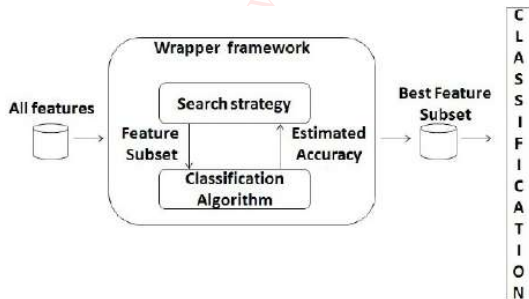 Wrapper framework
All features
Search strategy
Feature
Subset
Estimated
Accuracy
Classification
Algorithm
Best Feature
Subset
C
L
A
S
S
I
F
I
C
A
T
I
O
N